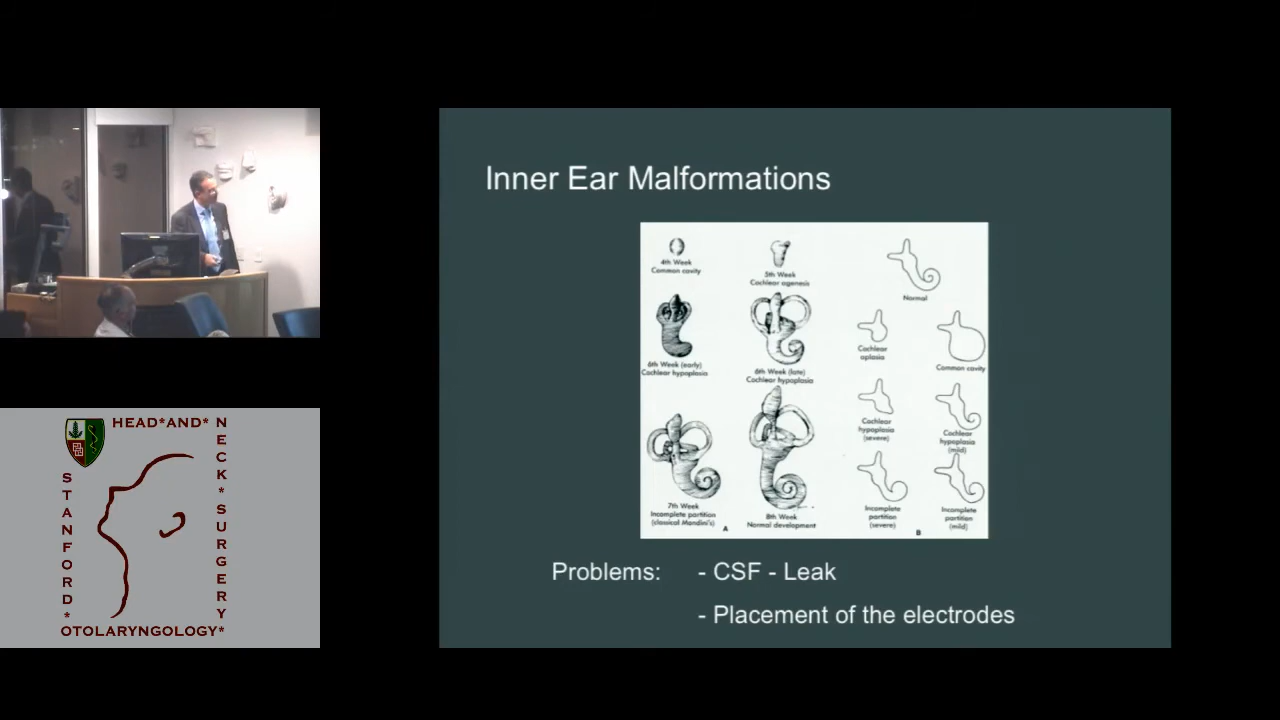 Inner Ear Malformations
4th Week
Common cavity
5th Week
Cochlear agenesis
Normal
6th Week (early)
Cochlear hypoplasia
6th Week (late)
Cochlear hypoplasia
Cochlear
aplasia
Common cavity
Cochlear
hypoplasia
(severe)
Cochlear
hypoplasia
(mild)
7th Week
Incomplete partition
(classical Mondini's)
A
8th Week
Normal development
Incomplete
partition
(severe)
B
Incomplete
partition
(mild)
Problems: - CSF - Leak
- Placement of the electrodes
HEAD*AND*
NECK*SURGERY
STANFORD*
OTOLARYNGOLOGY*